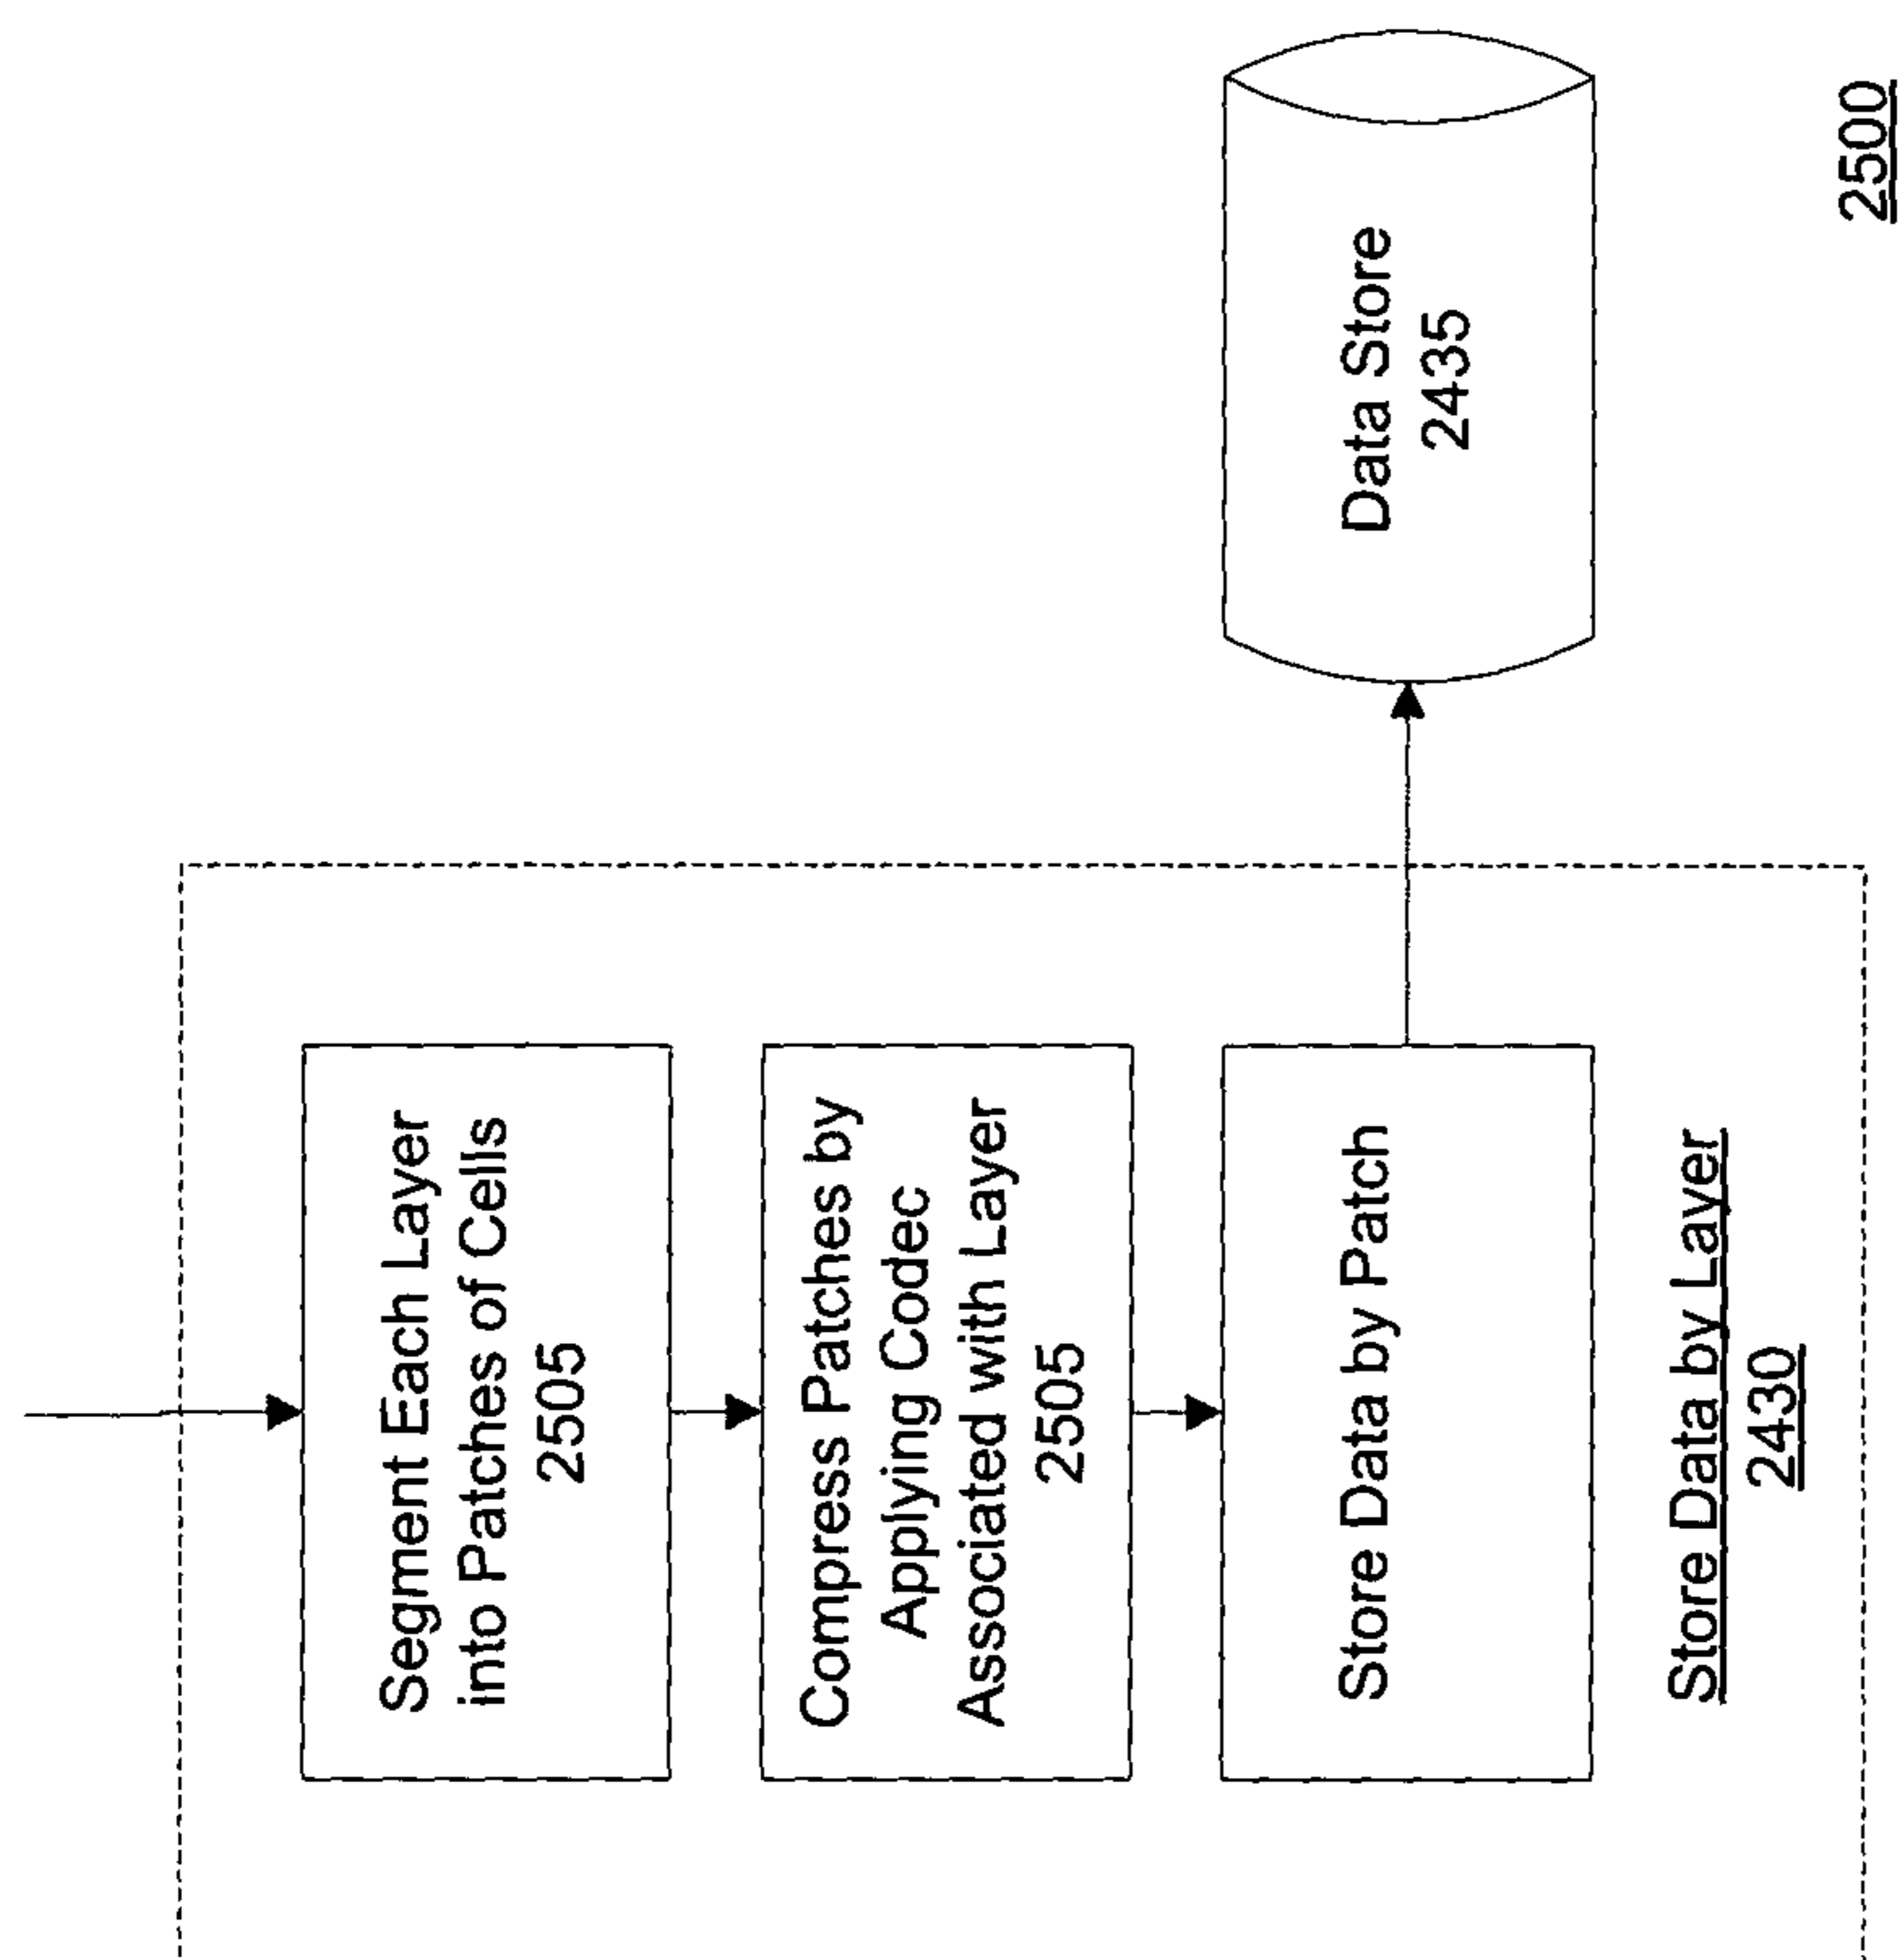 Segment Each Layer
into Patches of Cells
2505
Compress Patches by
Applying Codec
Associated with Layer
2505
Store Data by Patch
Store Data by Layer
2430
Data Store
2435
2500